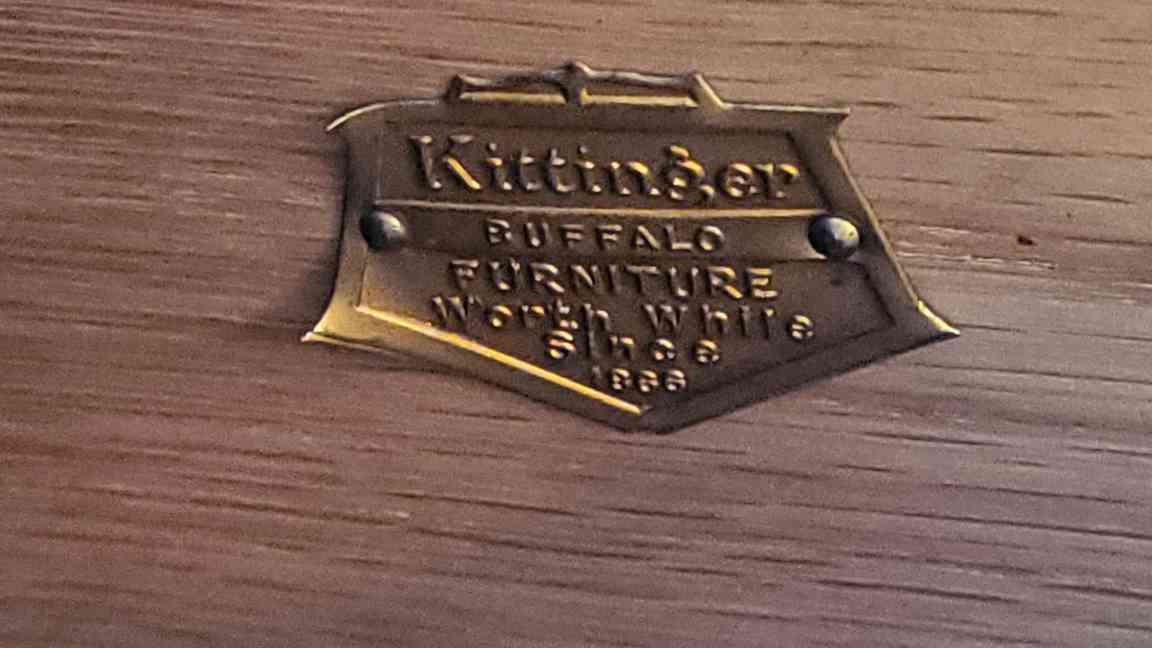 Kittinger
BUFFALO
FURNITURE
Worth While
Since
1866